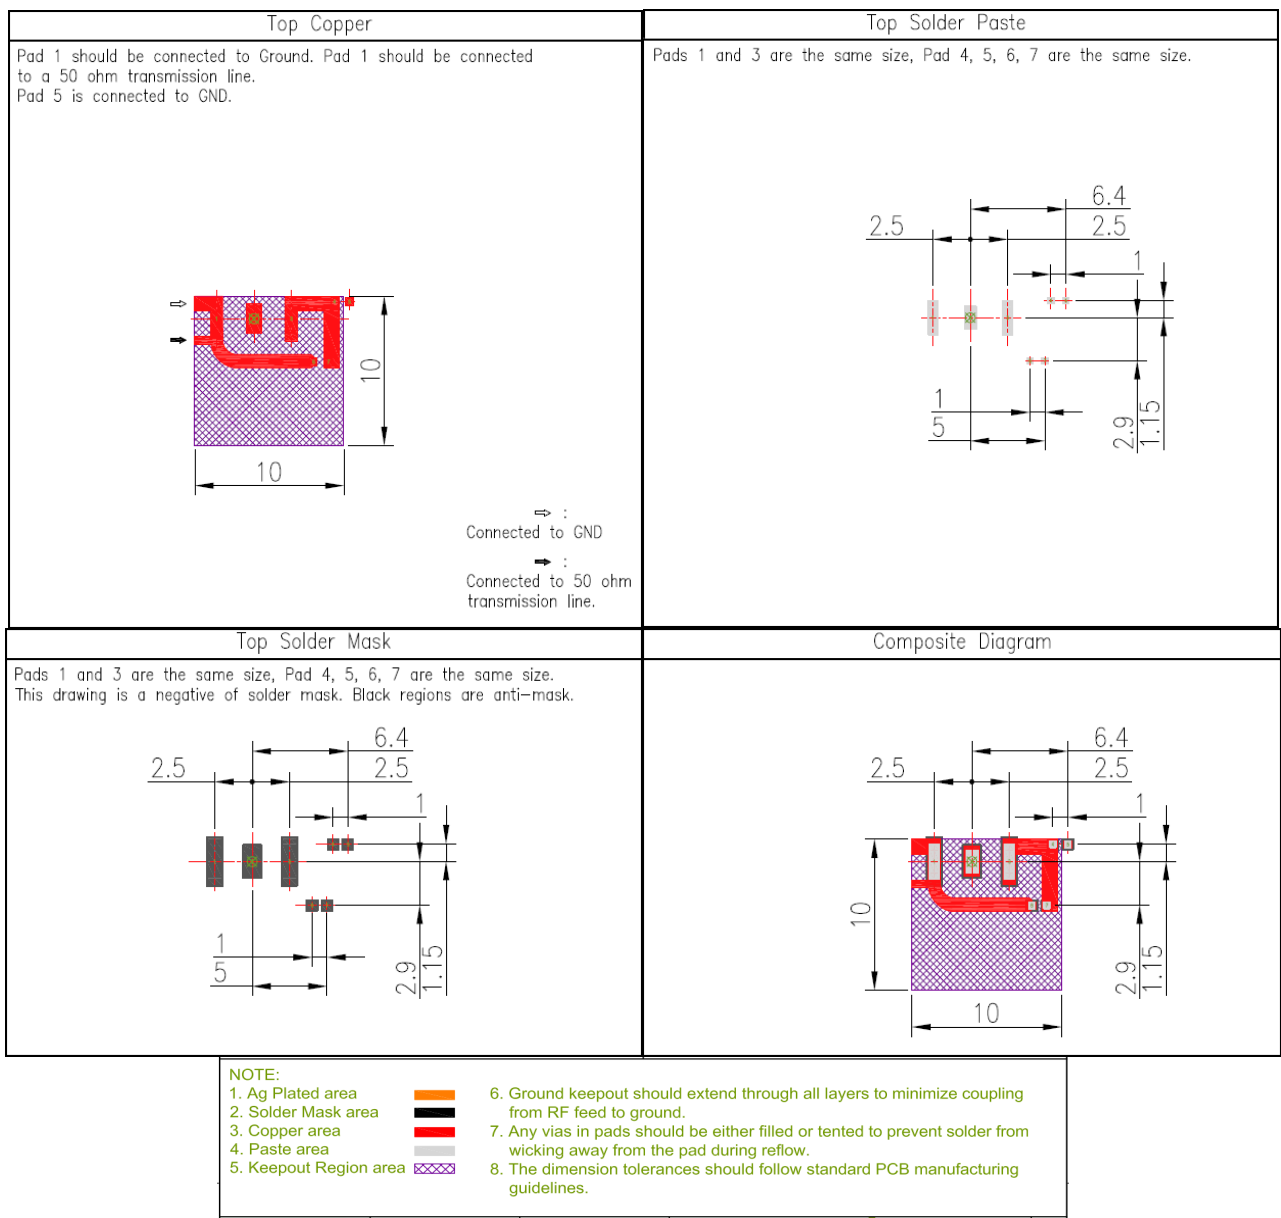 Top Copper
Pad 1 should be connected to Ground. Pad 1 should be connected
to a 50 ohm transmission line.
Pad 5 is connected to GND.
10
10
⇨ :
Connected to GND
➡ :
Connected to 50 ohm
transmission line.
Top Solder Paste
Pads 1 and 3 are the same size, Pad 4, 5, 6, 7 are the same size.
6.4
2.5
2.5
1
1
5
2.9
1.15
Top Solder Mask
Pads 1 and 3 are the same size, Pad 4, 5, 6, 7 are the same size.
This drawing is a negative of solder mask. Black regions are anti-mask.
6.4
2.5
2.5
1
1
5
2.9
1.15
Composite Diagram
6.4
2.5
2.5
1
10
2.9
1.15
10
NOTE:
1. Ag Plated area
2. Solder Mask area
3. Copper area
4. Paste area
5. Keepout Region area
6. Ground keepout should extend through all layers to minimize coupling
from RF feed to ground.
7. Any vias in pads should be either filled or tented to prevent solder from
wicking away from the pad during reflow.
8. The dimension tolerances should follow standard PCB manufacturing
guidelines.